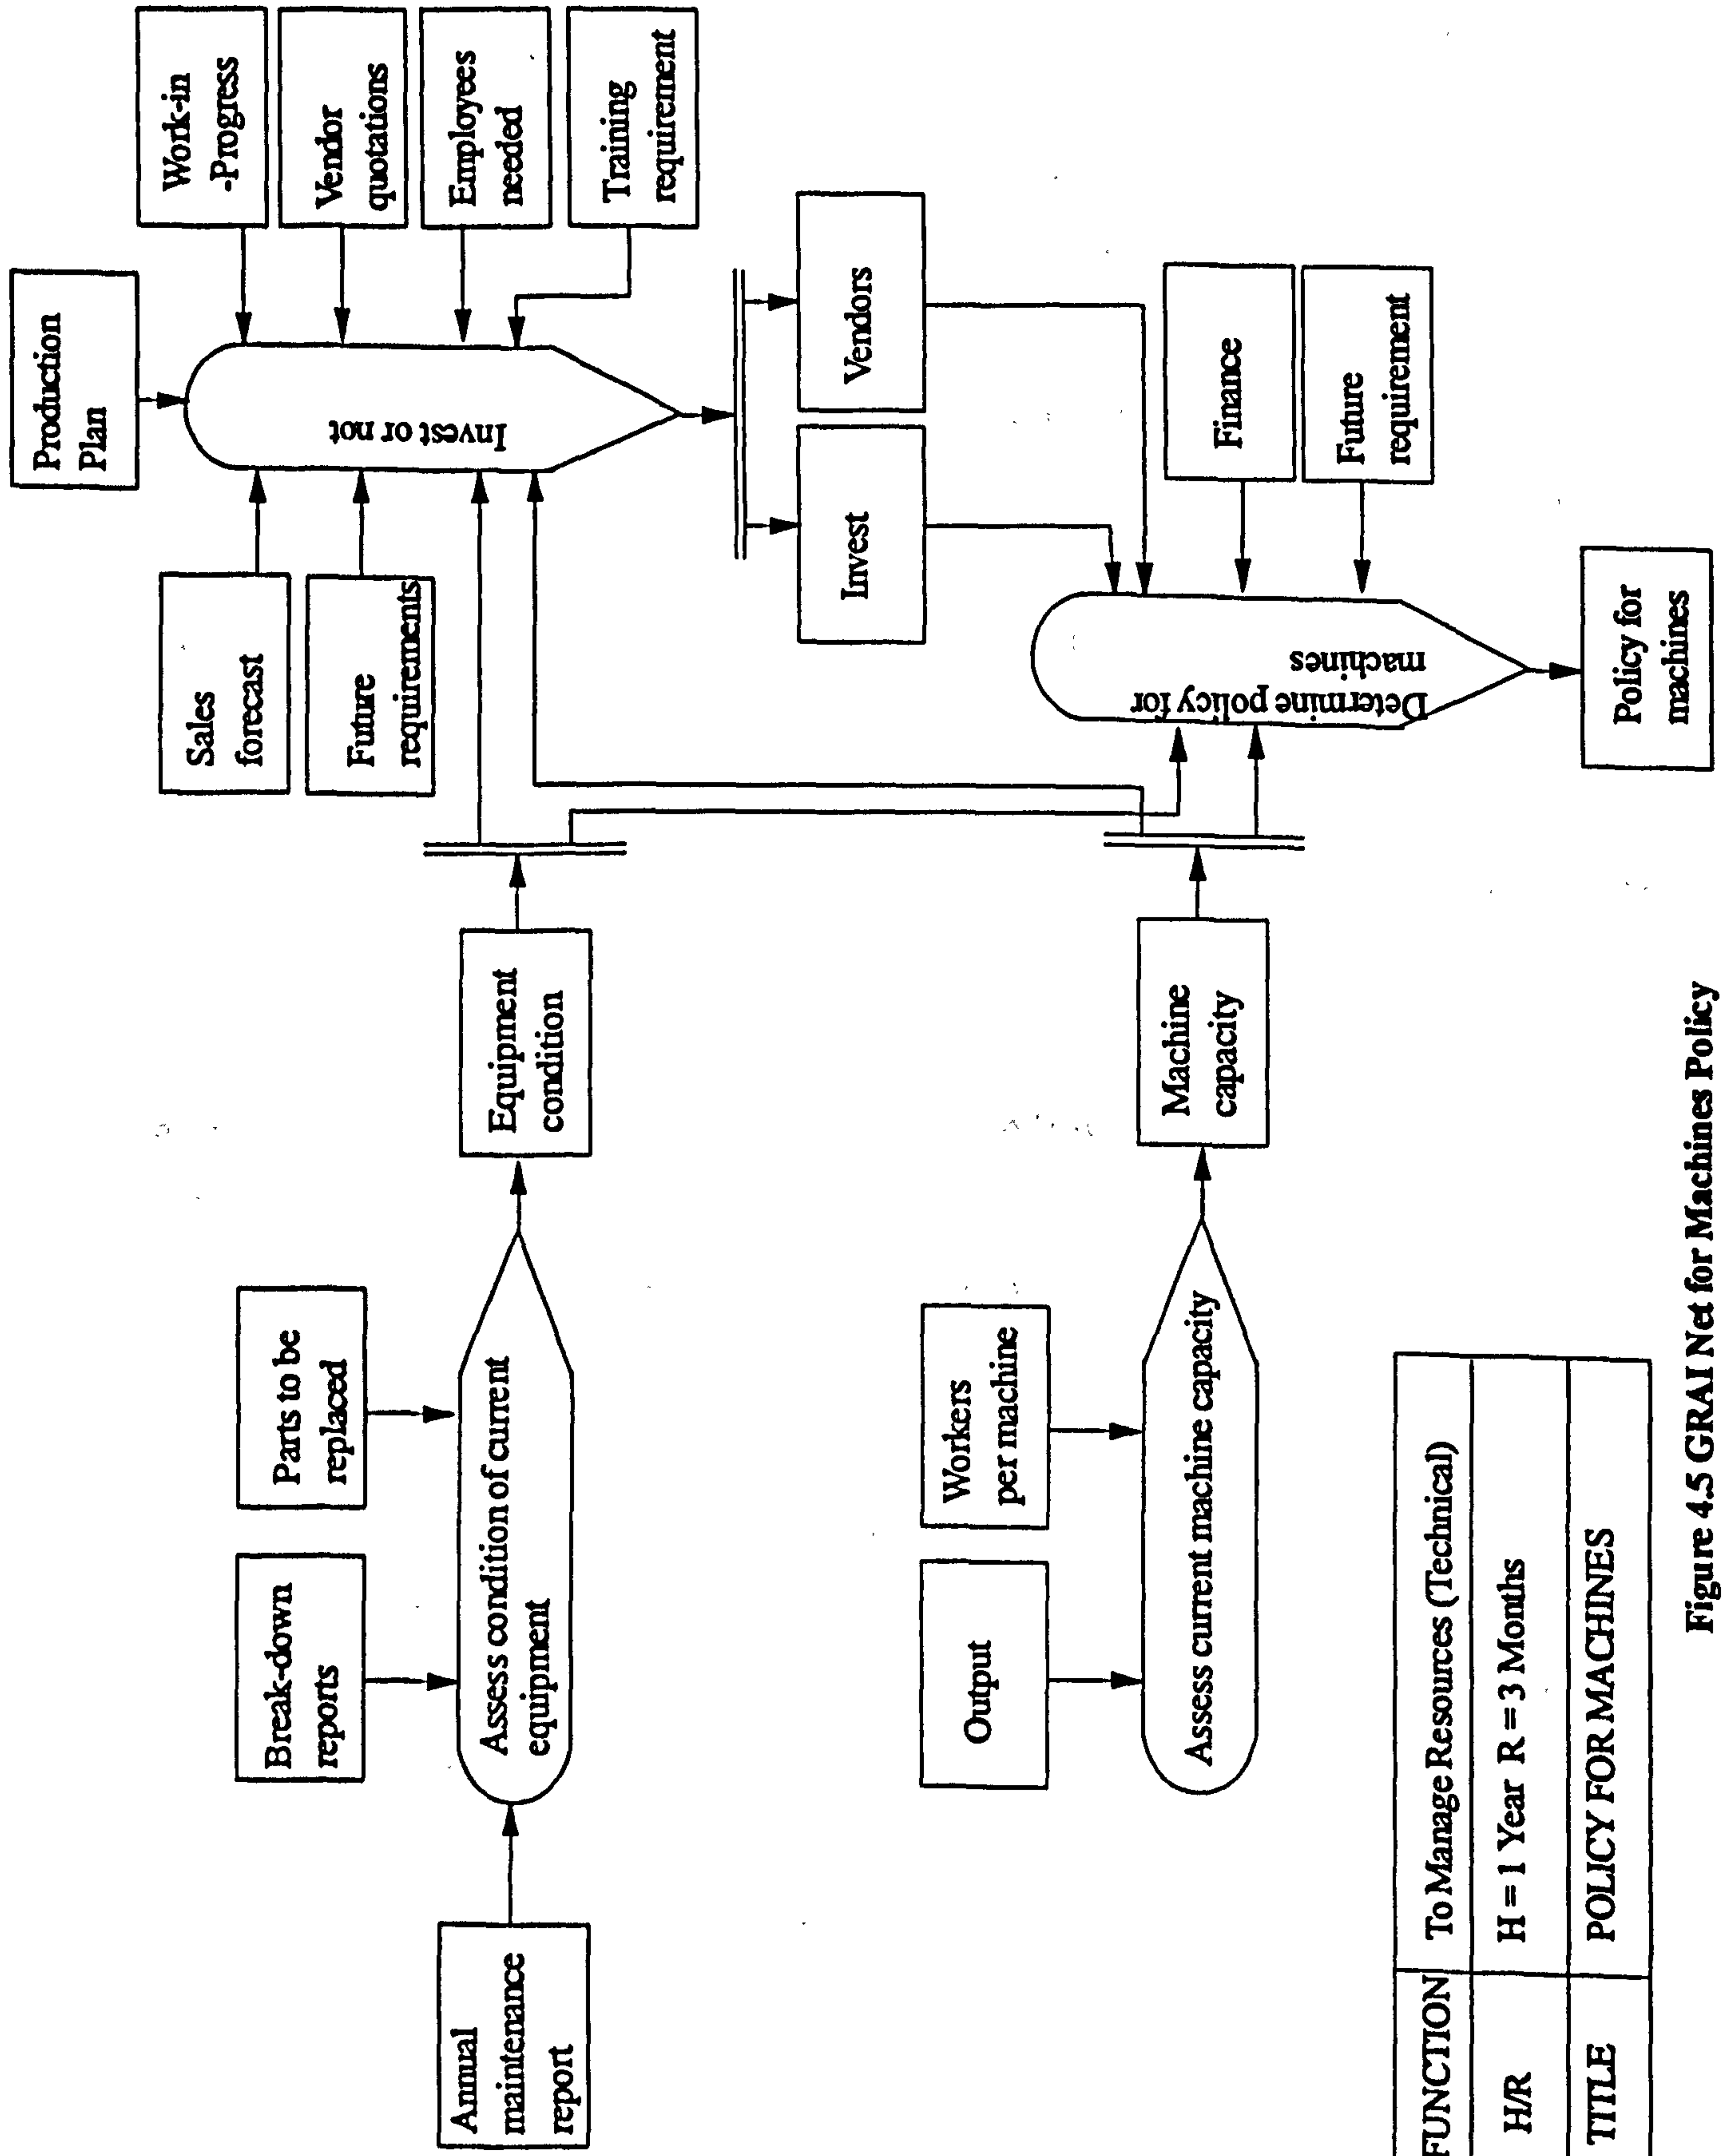 Production
Plan
Work-in
-Progress
Vendor
quotations
Employees
needed
Training
requirement
Sales
forecast
Future
requirements
Invest or not
Invest
Vendors
Annual
maintenance
report
Break-down
reports
Parts to be
replaced
Assess condition of current
equipment
Equipment
condition
Output
Workers
per machine
Assess current machine capacity
Machine
capacity
Determine policy for
machines
Finance
Future
requirement
Policy for
machines
FUNCTION To Manage Resources (Technical)
H/R H = 1 Year R = 3 Months
TITLE POLICY FOR MACHINES
Figure 4.5 GRAI Net for Machines Policy